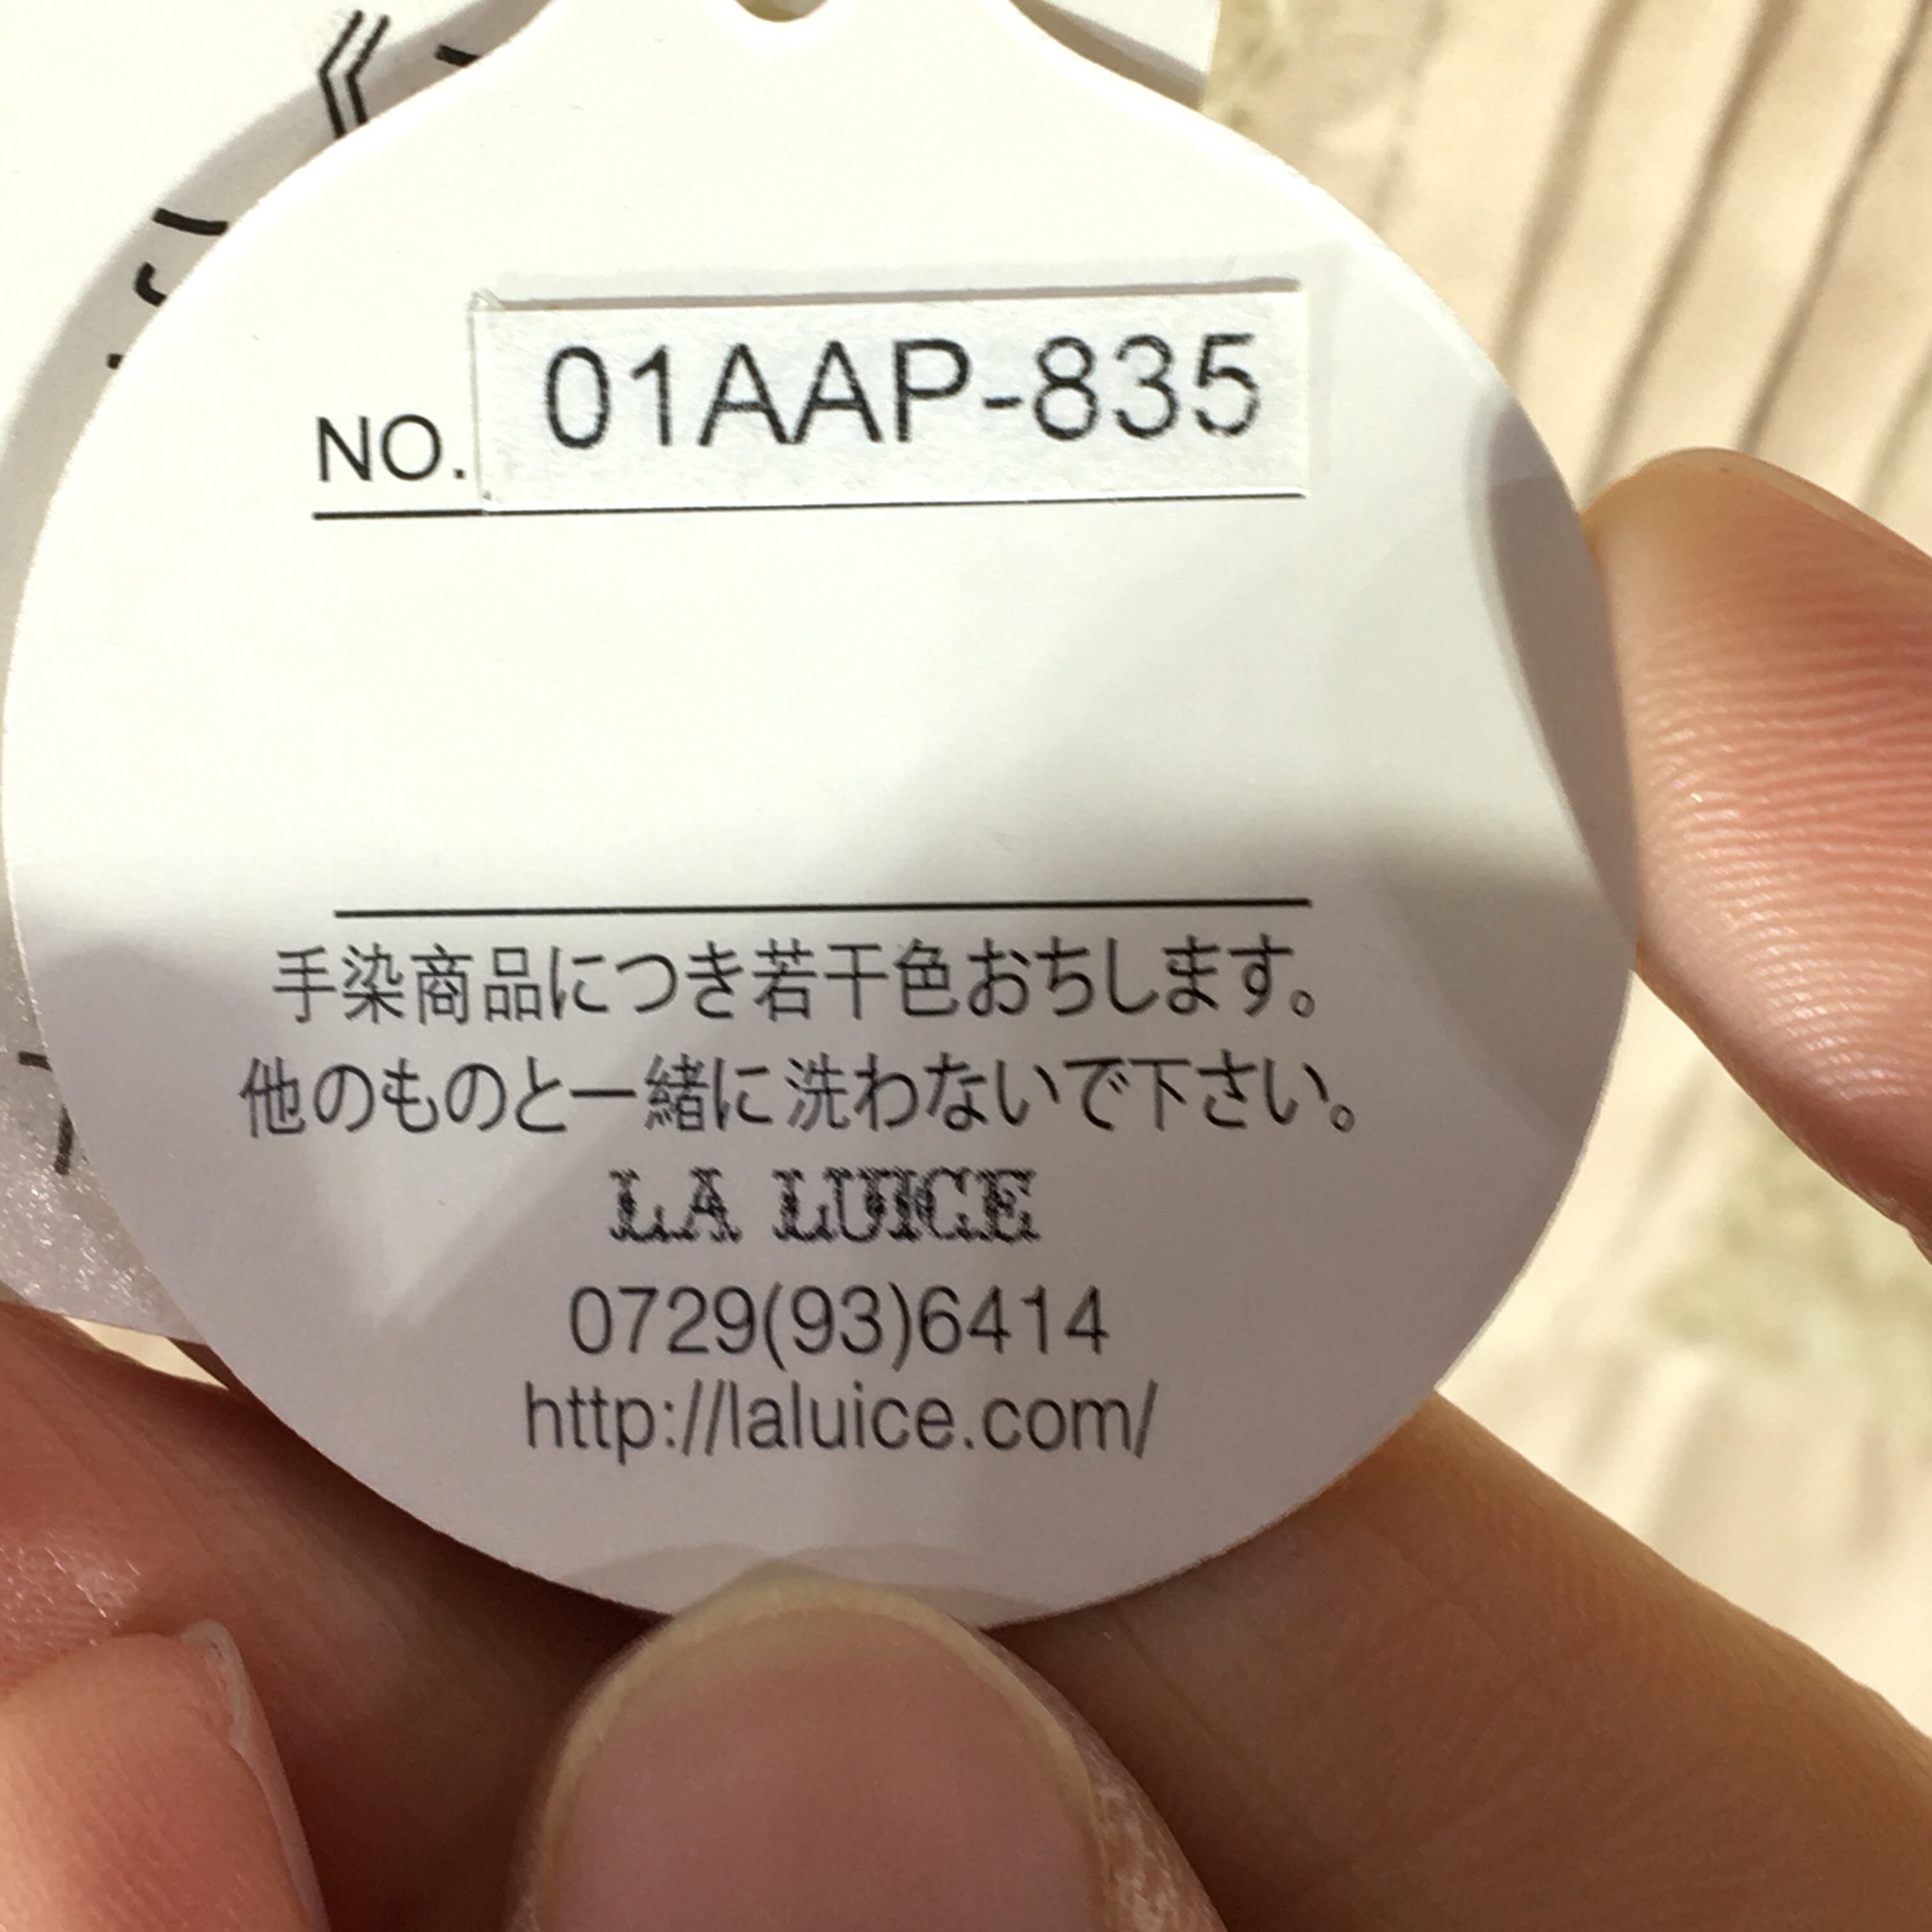 NO. 01AAP-835
手染商品につき若干色おちします。
他のものと一緒に洗わないで下さい。
LA LUICE
0729(93)6414
http://laluice.com/